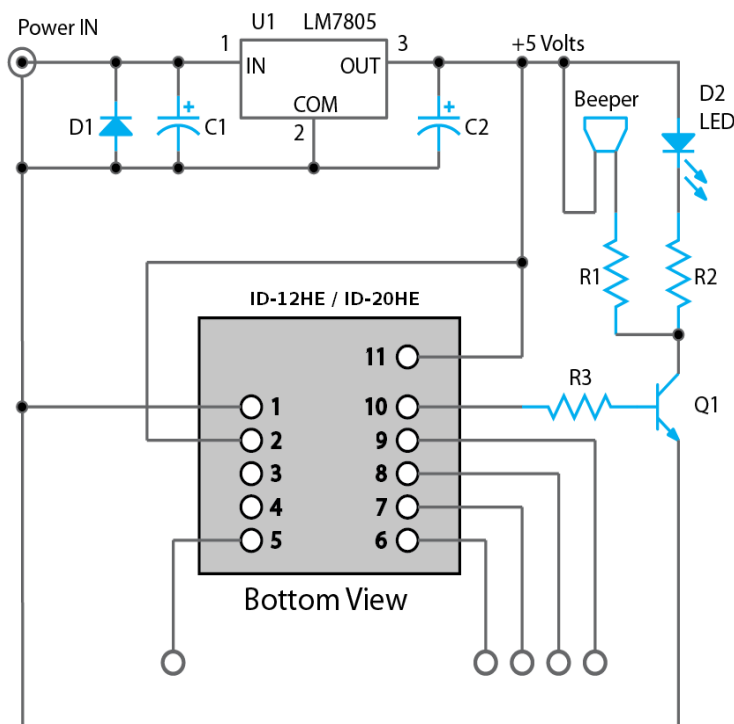 Power IN
U1 LM7805
1
3
+5 Volts
IN
OUT
COM
2
D1
C1
C2
Beeper
D2
LED
R1
R2
ID-12HE / ID-20HE
11
1
10
R3
Q1
2
9
3
8
4
7
5
6
Bottom View